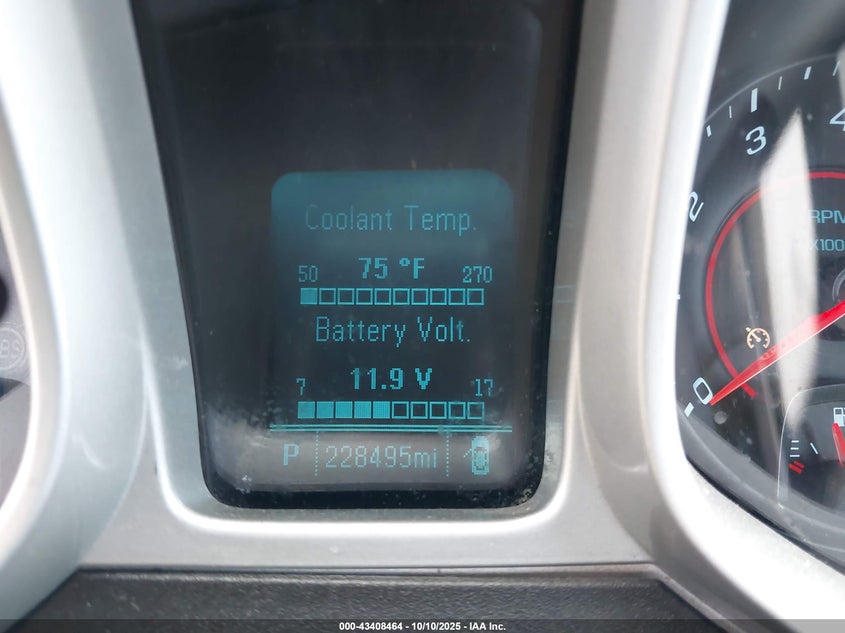 Coolant Temp.
50 75 °F 270
Battery Volt.
7 11.9 V 17
P 228495mi
0 2 3 4
RPM
X100
E
000-43408464 - 10/10/2025 - IAA Inc.